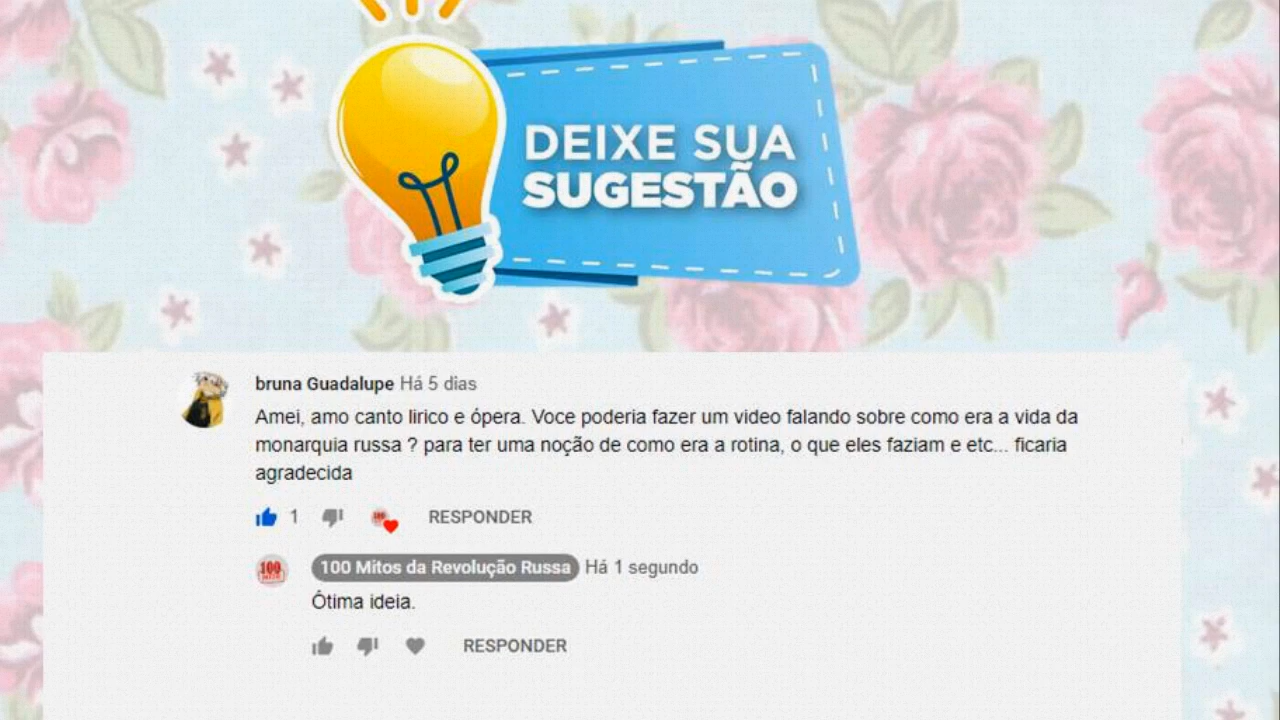 DEIXE SUA
SUGESTÃO
bruna Guadalupe Há 5 dias
Amei, amo canto lirico e ópera. Voce poderia fazer um video falando sobre como era a vida da
monarquia russa ? para ter uma noção de como era a rotina, o que eles faziam e etc... ficaria
agradecida
1 RESPONDER
100 Mitos da Revolução Russa Há 1 segundo
Ótima ideia.
RESPONDER